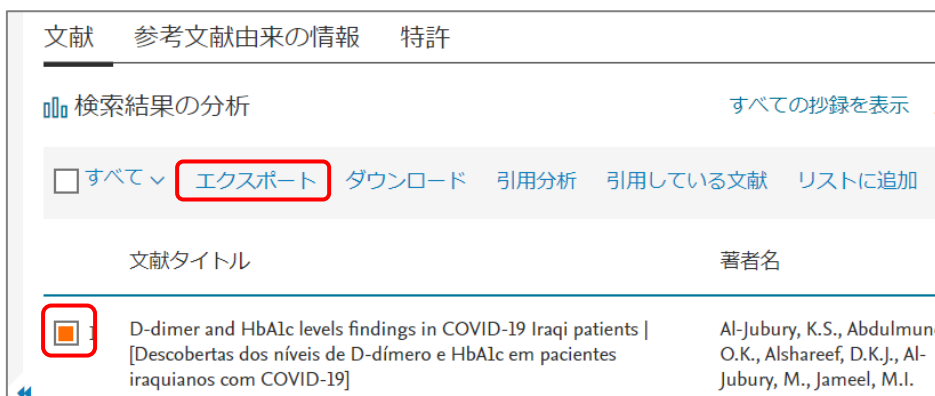 文献 参考文献由来の情報 特許
検索結果の分析 すべての抄録を表示
すべて エクスポート ダウンロード 引用分析 引用している文献 リストに追加
文献タイトル 著者名
D-dimer and HbA1c levels findings in COVID-19 Iraqi patients | Al-Jubury, K.S., Abdulmun
[Descobertas dos níveis de D-dímero e HbA1c em pacientes O.K., Alshareef, D.K.J., Al-
iraquianos com COVID-19] Jubury, M., Jameel, M.I.